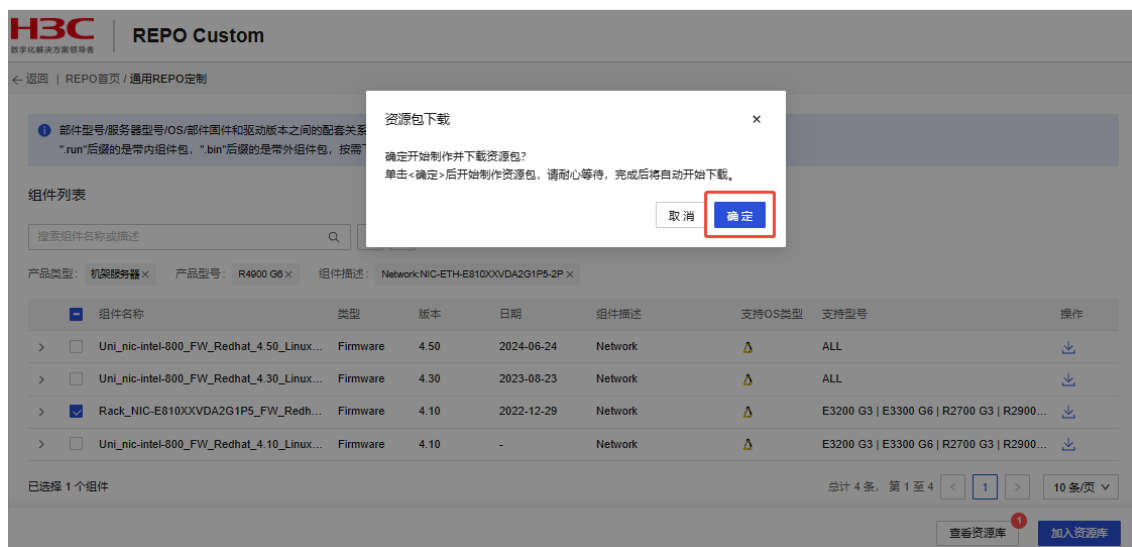 H3C
数字化解决方案领导者
REPO Custom
← 返回 | REPO首页 / 通用REPO定制
资源包下载 ×
部件型号/服务器型号/OS/部件固件和驱动版本之间的配套关系
".run"后缀的是带内组件包，".bin"后缀的是带外组件包，按需
确定开始制作并下载资源包?
单击<确定>后开始制作资源包，请耐心等待，完成后将自动开始下载。
取消 确定
组件列表
搜索组件名称或描述
产品类型: 机架服务器× 产品型号: R4900 G6× 组件描述: Network:NIC-ETH-E810XXVDA2G1P5-2P×
组件名称 类型 版本 日期 组件描述 支持OS类型 支持型号 操作
Uni_nic-intel-800_FW_Redhat_4.50_Linux... Firmware 4.50 2024-06-24 Network ALL
Uni_nic-intel-800_FW_Redhat_4.30_Linux... Firmware 4.30 2023-08-23 Network ALL
Rack_NIC-E810XXVDA2G1P5_FW_Redh... Firmware 4.10 2022-12-29 Network E3200 G3 | E3300 G6 | R2700 G3 | R2900...
Uni_nic-intel-800_FW_Redhat_4.10_Linux... Firmware 4.10 - Network E3200 G3 | E3300 G6 | R2700 G3 | R2900...
已选择 1 个组件 总计 4 条, 第 1 至 4 < 1 > 10 条/页
查看资源库 1 加入资源库